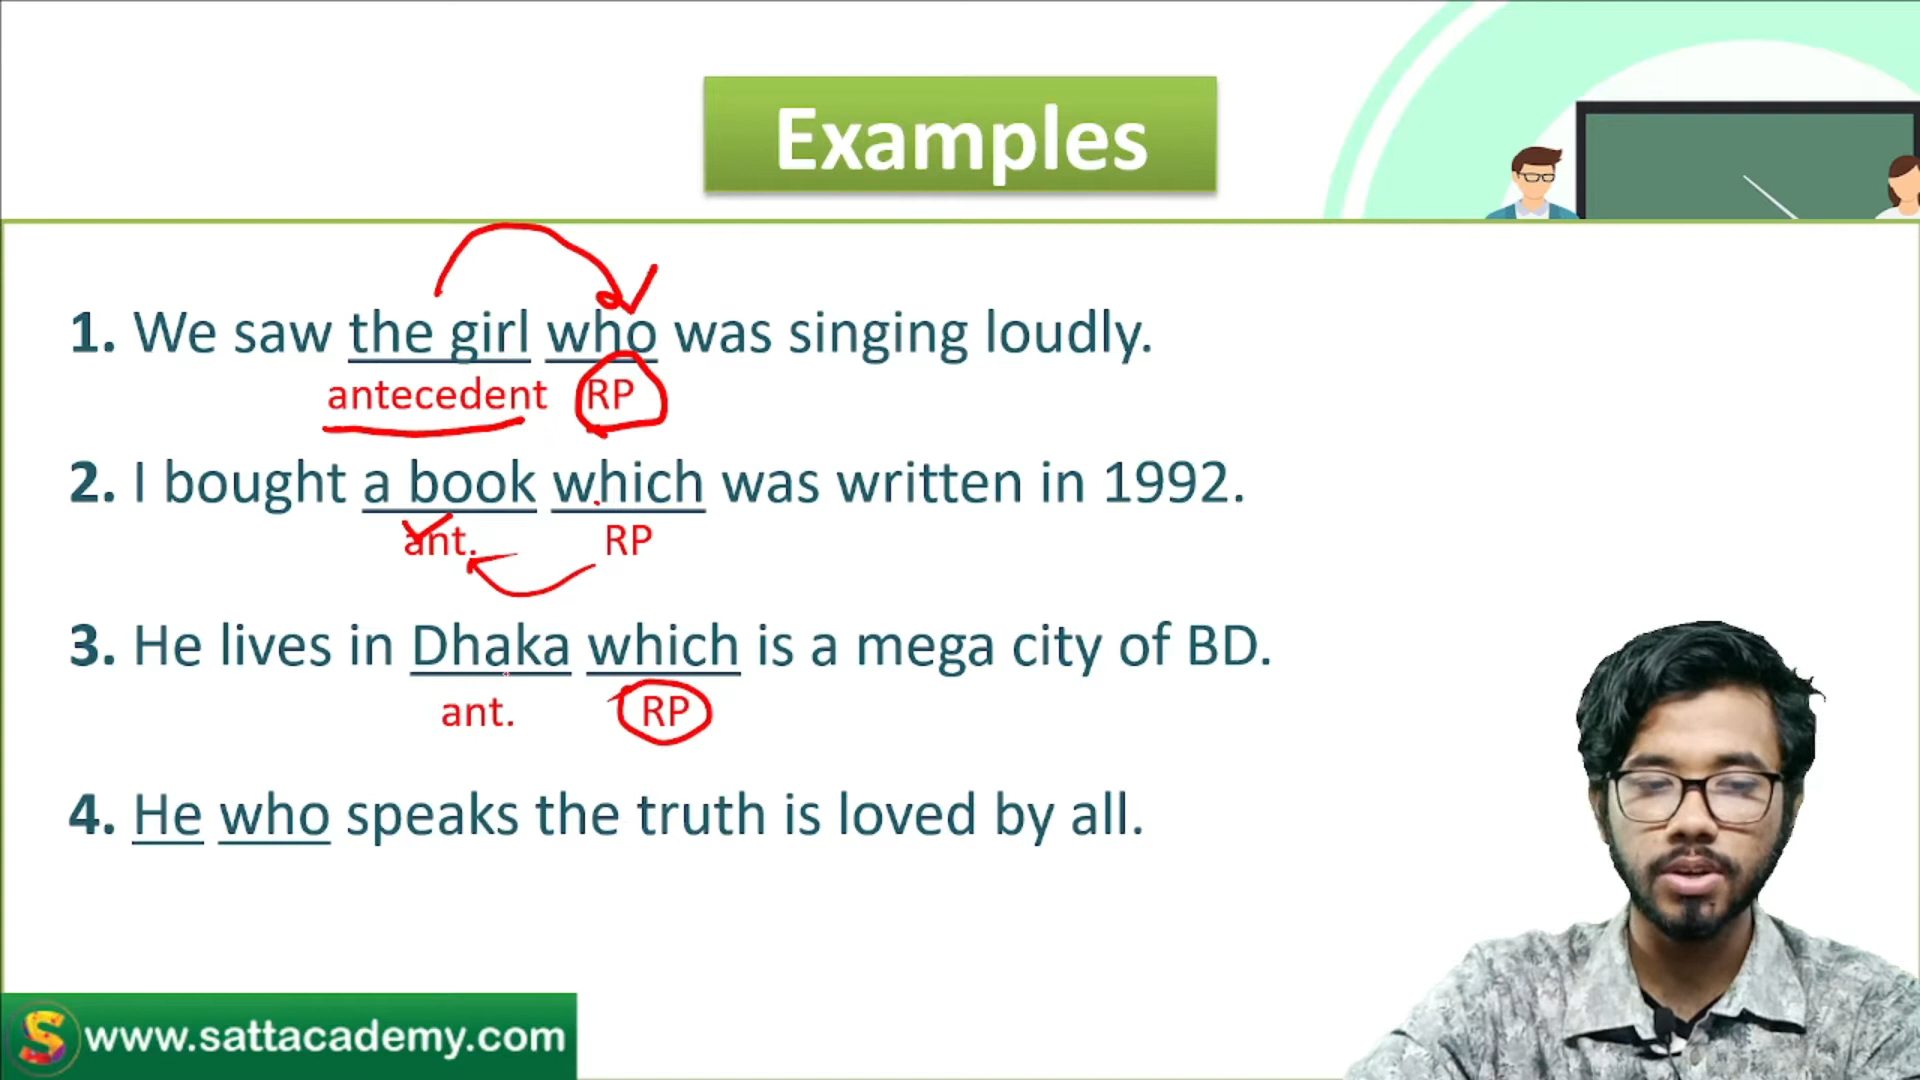 Examples
1. We saw the girl who was singing loudly.
antecedent RP
2. I bought a book which was written in 1992.
ant. RP
3. He lives in Dhaka which is a mega city of BD.
ant. RP
4. He who speaks the truth is loved by all.
S www.sattacademy.com